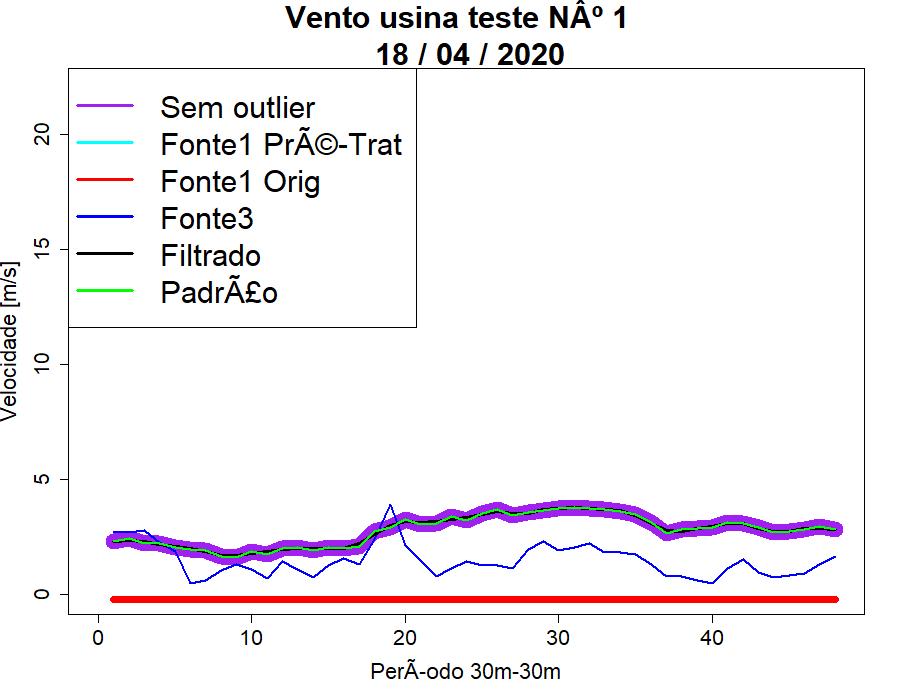 Vento usina teste NÂº 1
18 / 04 / 2020
Sem outlier
Fonte1 PrÃ©-Trat
Fonte1 Orig
Fonte3
Filtrado
PadrÃ£o
Velocidade [m/s]
20
15
10
5
0
0 10 20 30 40
PerÃ-odo 30m-30m